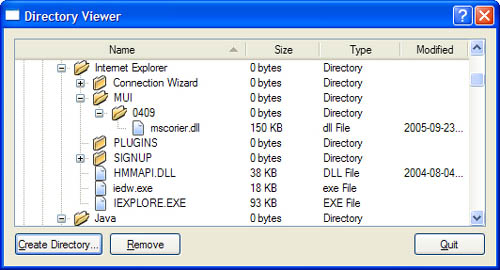 Directory Viewer
Name Size Type Modified
Internet Explorer 0 bytes Directory
Connection Wizard 0 bytes Directory
MUI 0 bytes Directory
0409 0 bytes Directory
mscorier.dll 150 KB dll File 2005-09-23...
PLUGINS 0 bytes Directory
SIGNUP 0 bytes Directory
HMMAPI.DLL 38 KB DLL File 2004-08-04...
iedw.exe 18 KB exe File
IEXPLORE.EXE 93 KB EXE File
Java 0 bytes Directory
Create Directory... Remove Quit